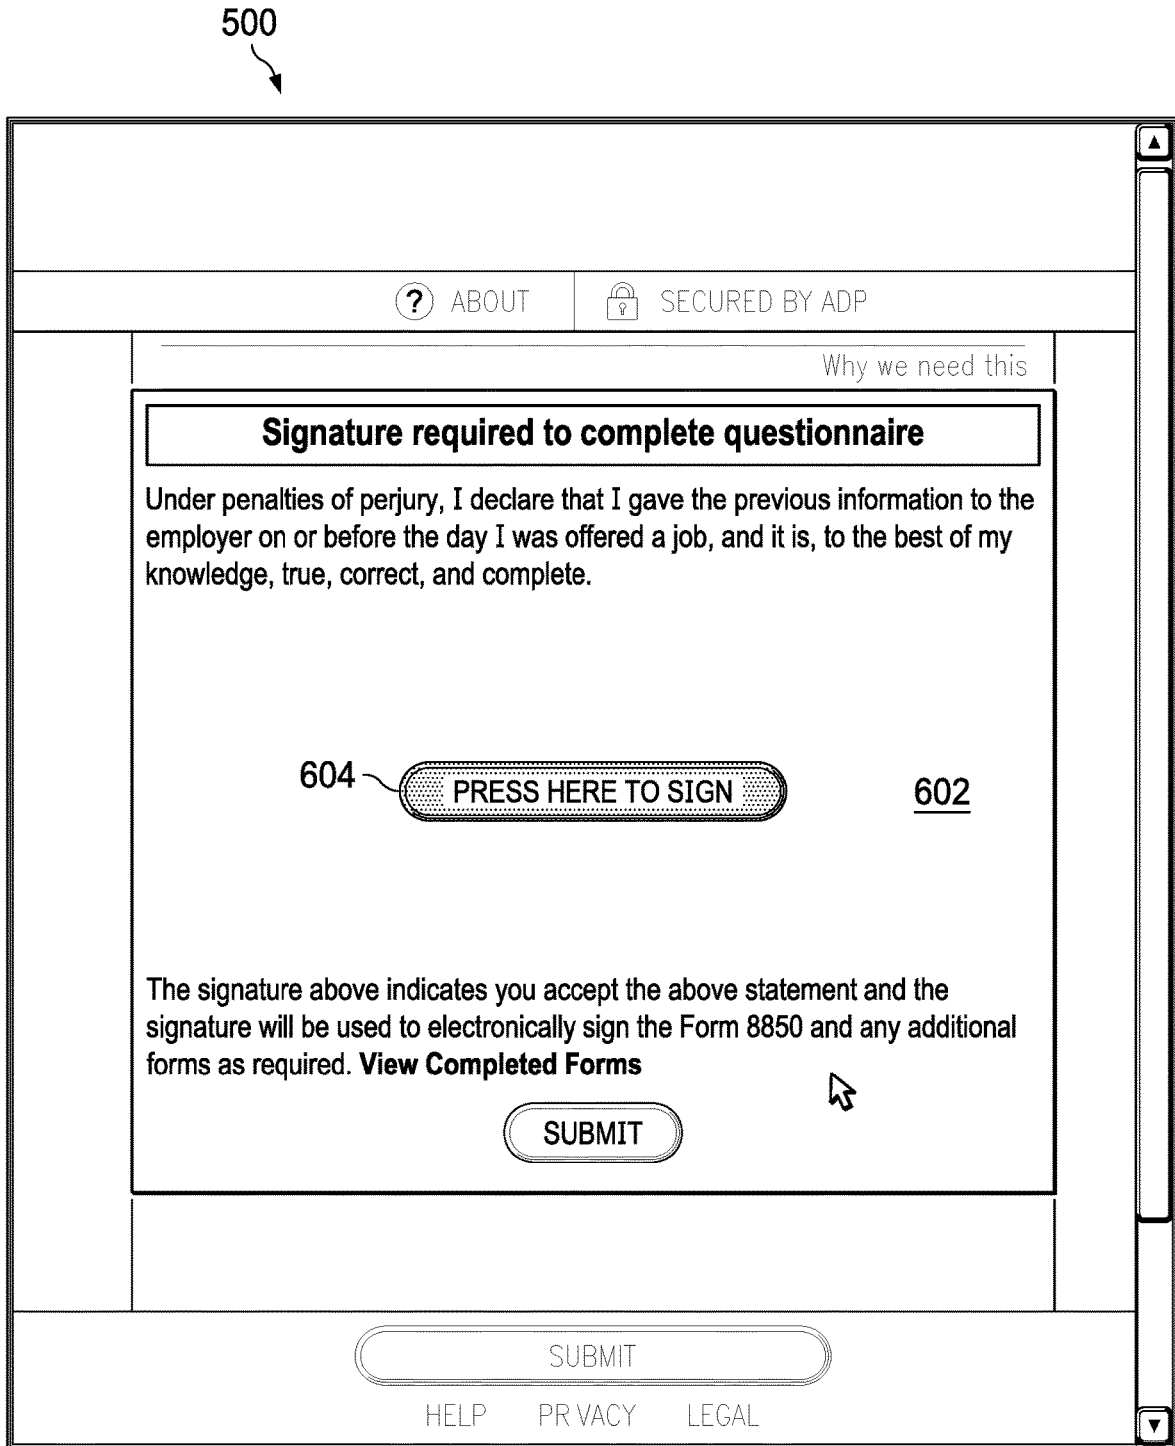 500
? ABOUT SECURED BY ADP
Why we need this
Signature required to complete questionnaire
Under penalties of perjury, I declare that I gave the previous information to the
employer on or before the day I was offered a job, and it is, to the best of my
knowledge, true, correct, and complete.
604 PRESS HERE TO SIGN 602
The signature above indicates you accept the above statement and the
signature will be used to electronically sign the Form 8850 and any additional
forms as required. View Completed Forms
SUBMIT
SUBMIT
HELP PR VACY LEGAL